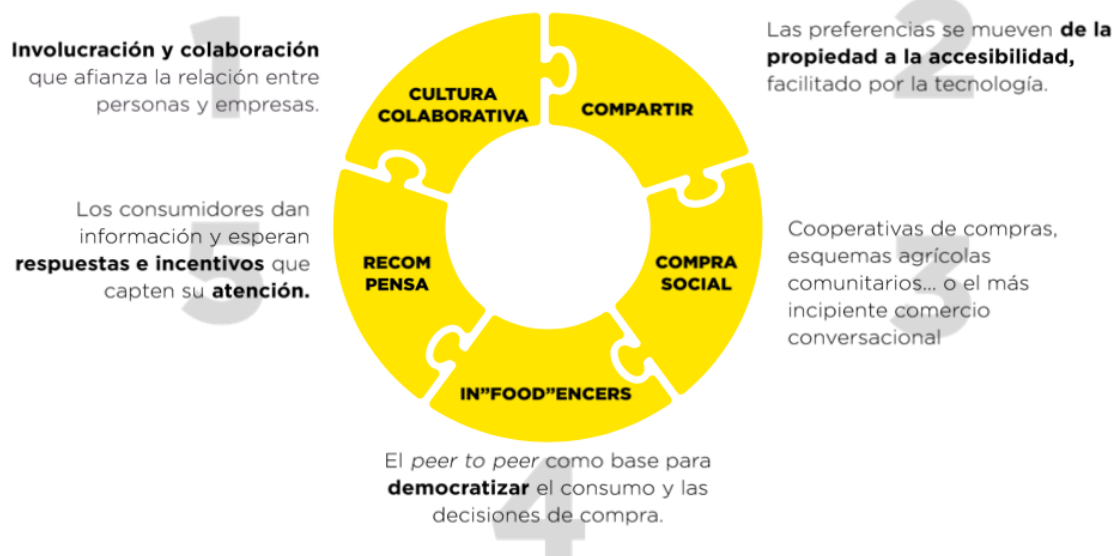 1
Involucración y colaboración
que afianza la relación entre
personas y empresas.
CULTURA
COLABORATIVA
2
Las preferencias se mueven de la
propiedad a la accesibilidad,
facilitado por la tecnología.
COMPARTIR
3
Cooperativas de compras,
esquemas agrícolas
comunitarios... o el más
incipiente comercio
conversacional
COMPRA
SOCIAL
IN”FOOD”ENCERS
4
El peer to peer como base para
democratizar el consumo y las
decisiones de compra.
5
Los consumidores dan
información y esperan
respuestas e incentivos que
capten su atención.
RECOM
PENSA